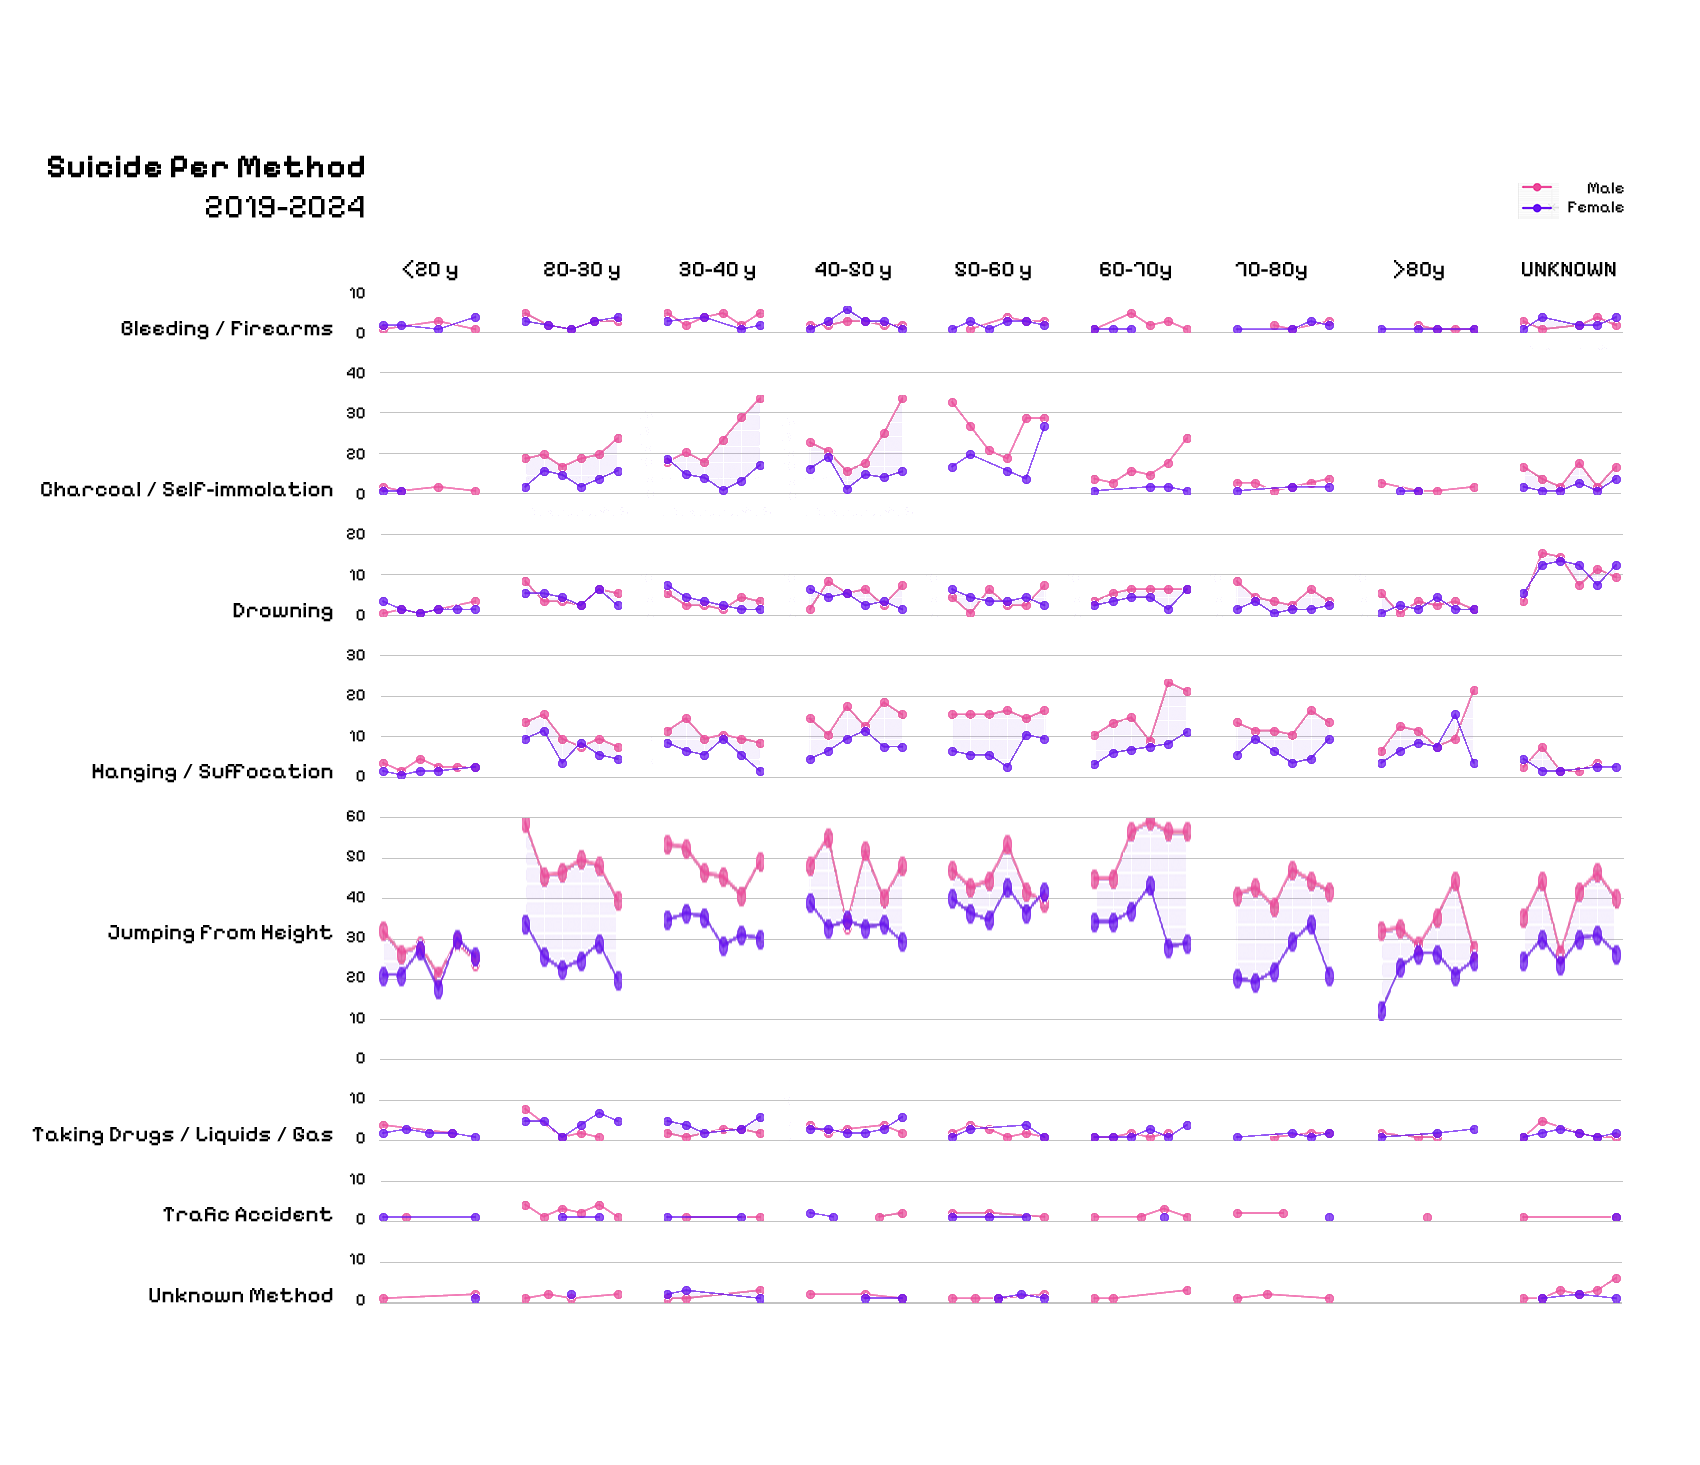 Suicide Per Method
2019-2024
Male
Female
<20 y 20-30 y 30-40 y 40-50 y 50-60 y 60-70y 70-80y >80y UNKNOWN
10
Bleeding / Firearms 0
40
30
20
Charcoal / Self-immolation 0
20
10
Drowning 0
30
20
10
Hanging / Suffocation 0
60
50
40
Jumping from Height 30
20
10
0
10
Taking Drugs / Liquids / Gas 0
10
Trafic Accident 0
10
Unknown Method 0